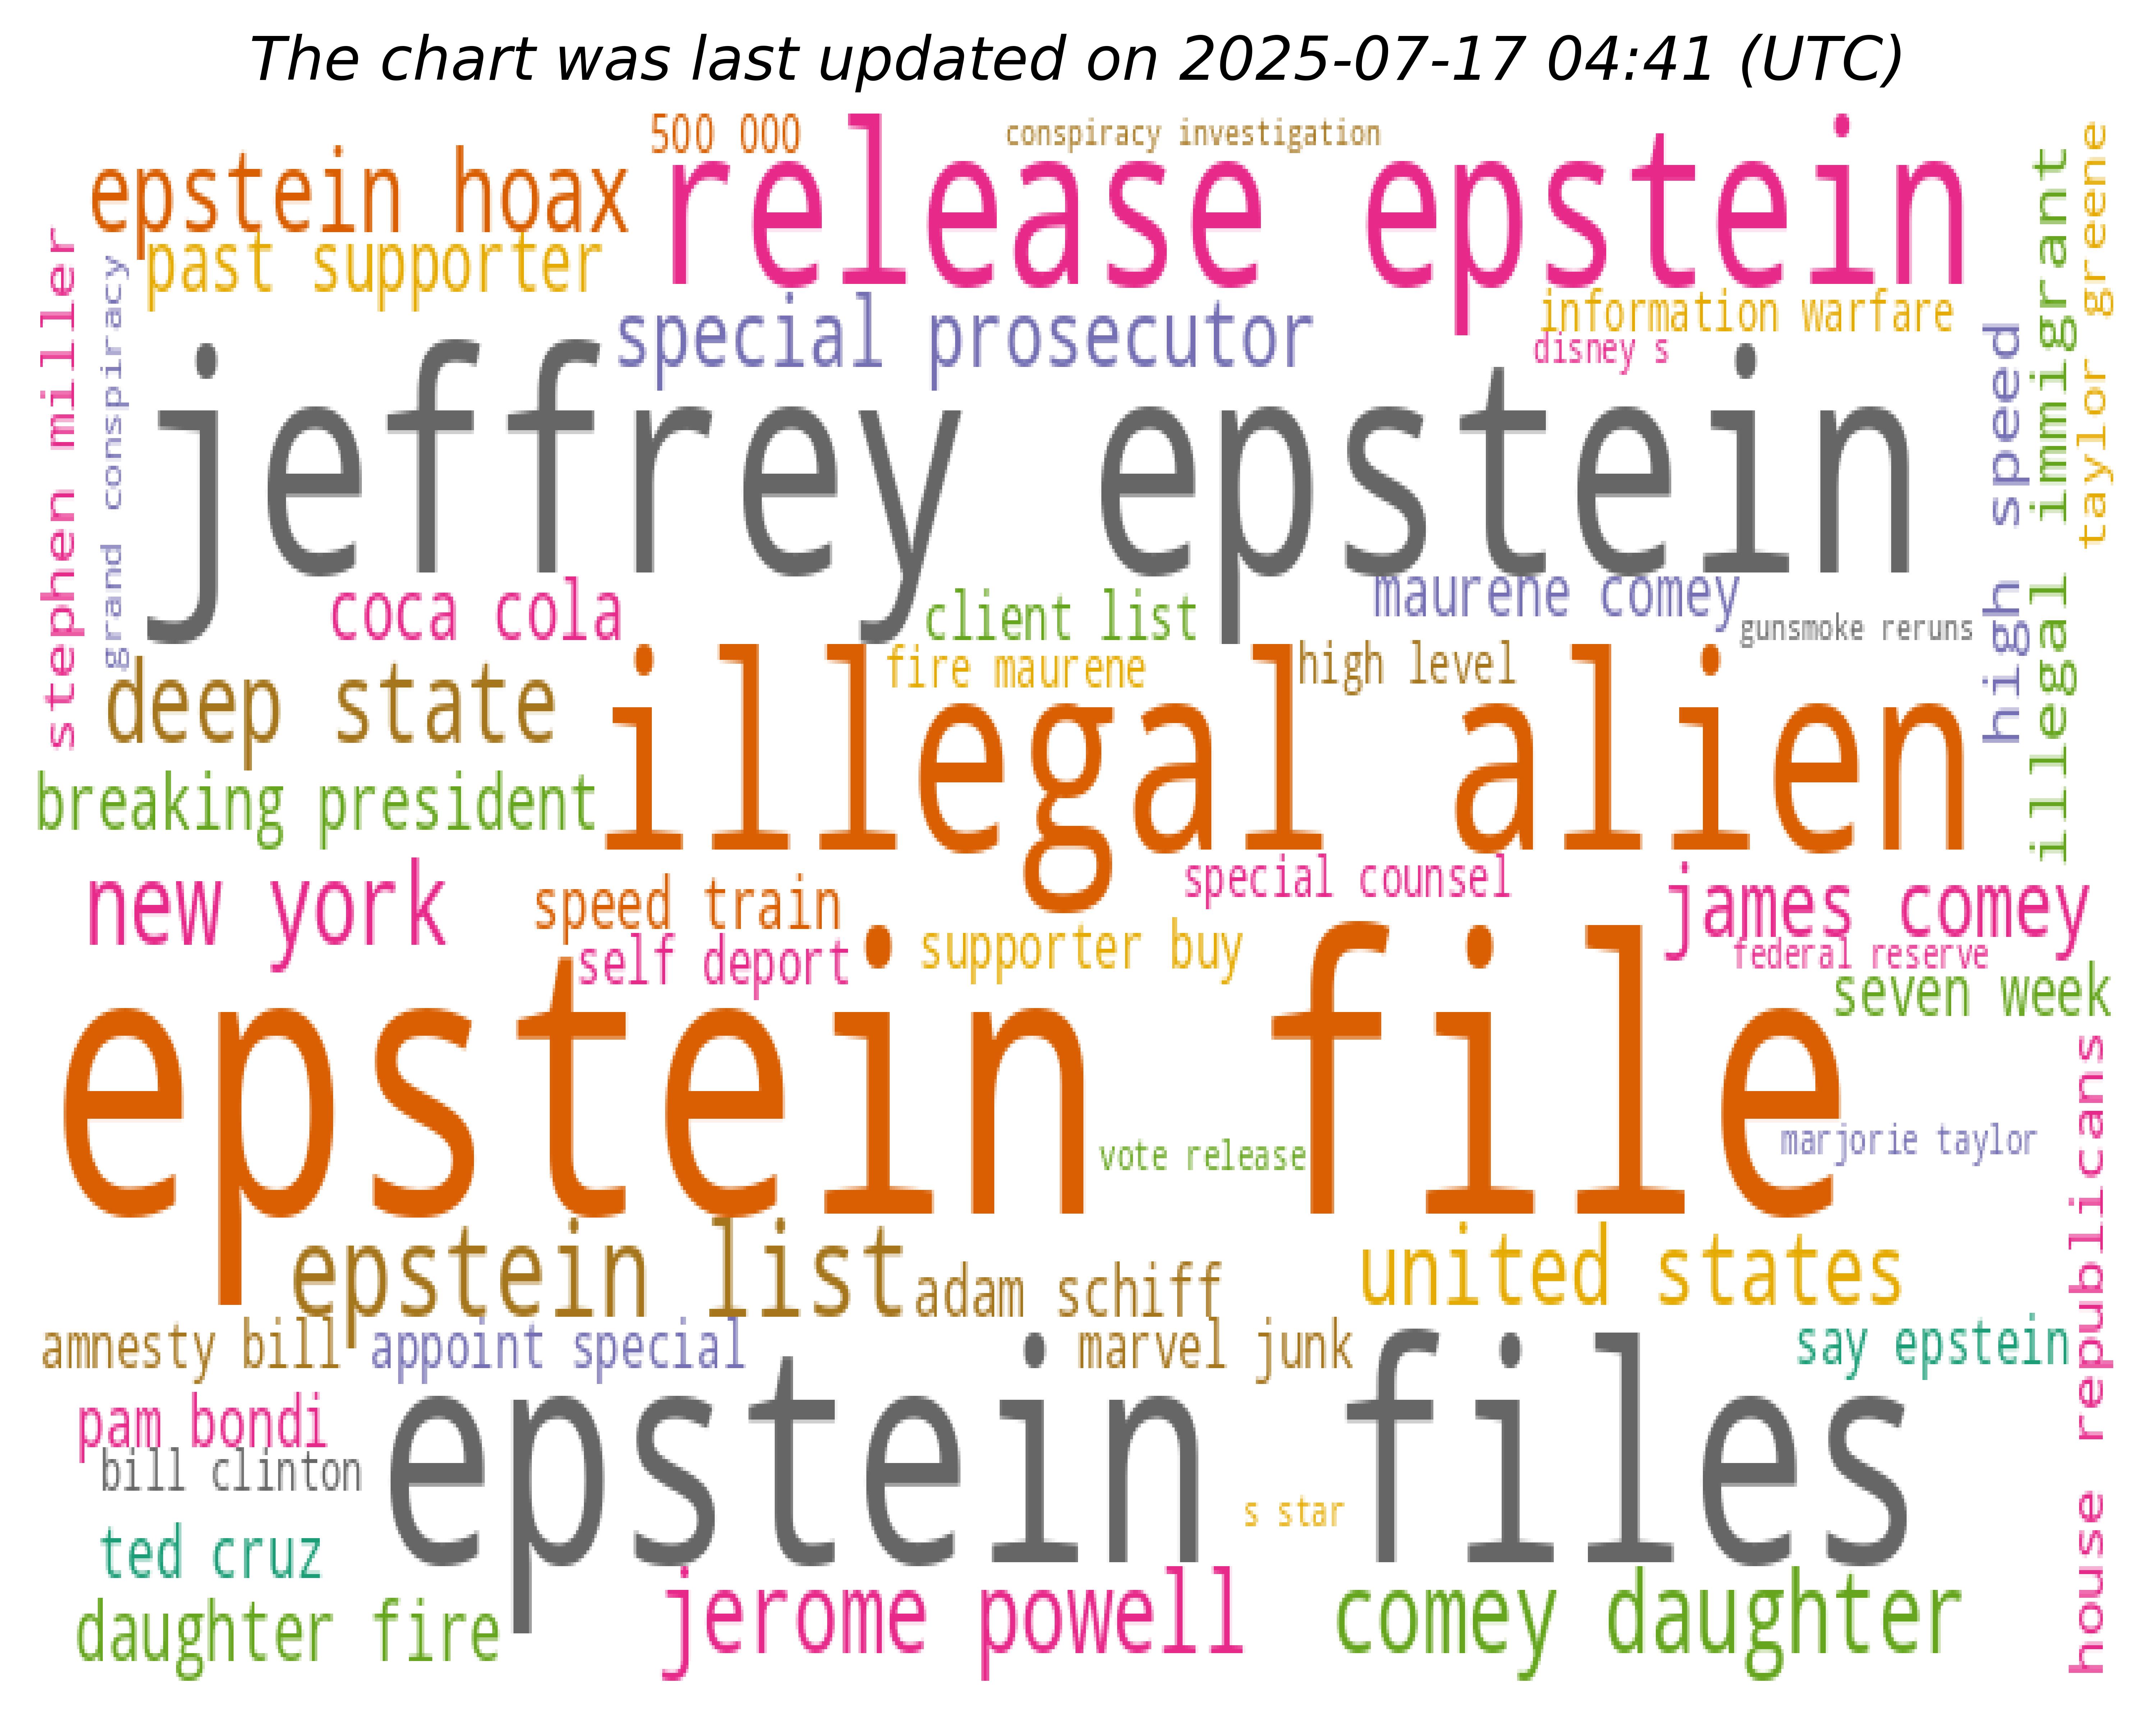 The chart was last updated on 2025-07-17 04:41 (UTC)
500 000
conspiracy investigation
epstein hoax
release epstein
past supporter
special prosecutor
information warfare
disney s
stephen miller
grand conspiracy
jeffrey epstein
high speed
illegal immigrant
taylor greene
coca cola
client list
maurene comey
gunsmoke reruns
deep state
fire maurene
high level
illegal alien
breaking president
new york
speed train
special counsel
james comey
self deport
supporter buy
federal reserve
seven week
epstein file
vote release
marjorie taylor
epstein list
adam schiff
united states
amnesty bill
appoint special
marvel junk
say epstein
house republicans
pam bondi
bill clinton
epstein files
s star
ted cruz
daughter fire
jerome powell
comey daughter